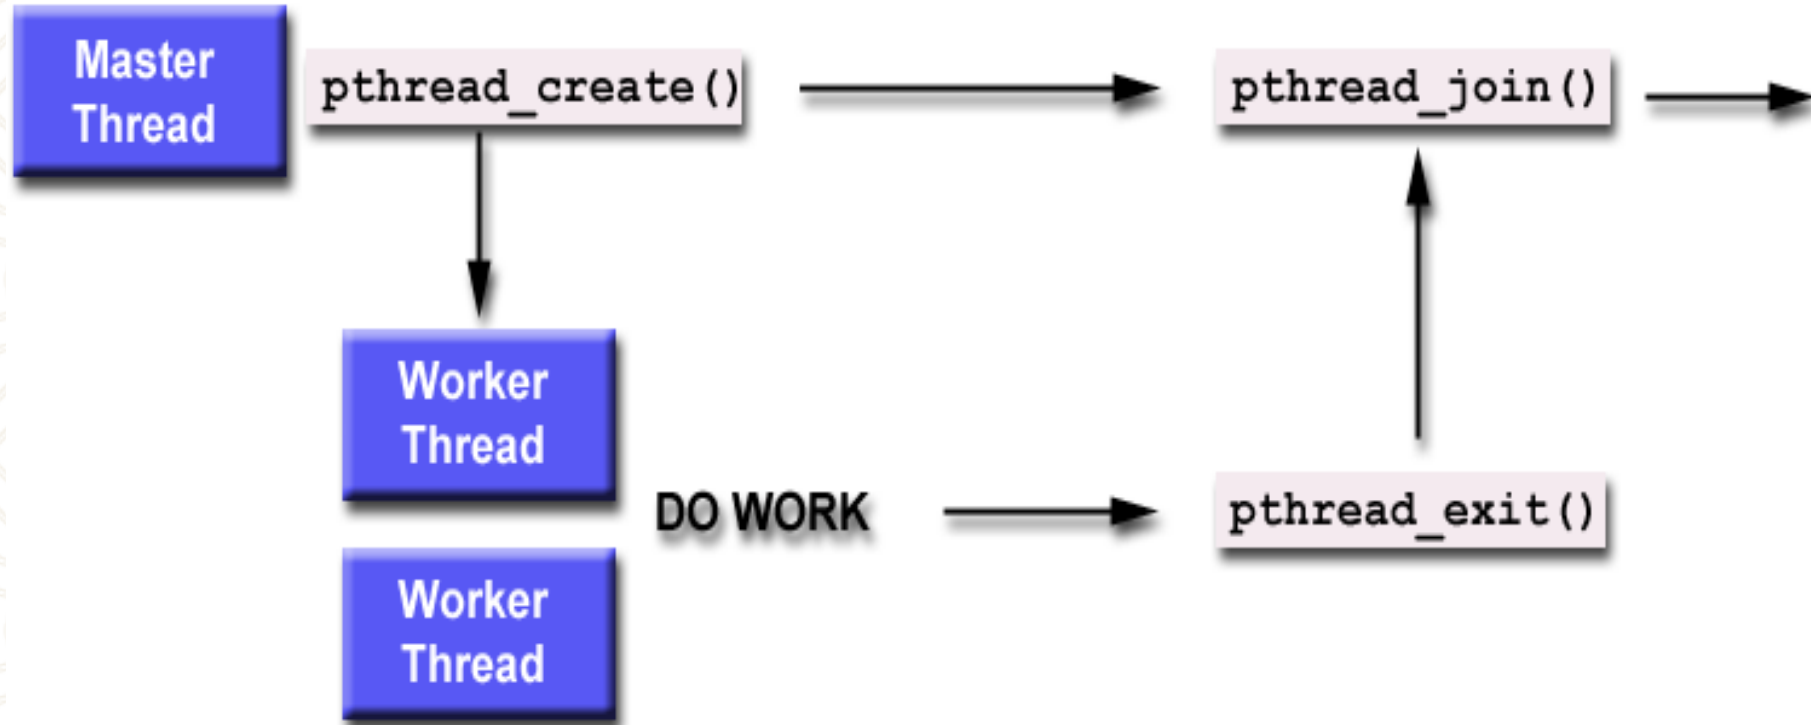 Master
Thread
pthread_create()
pthread_join()
Worker
Thread
DO WORK
pthread_exit()
Worker
Thread